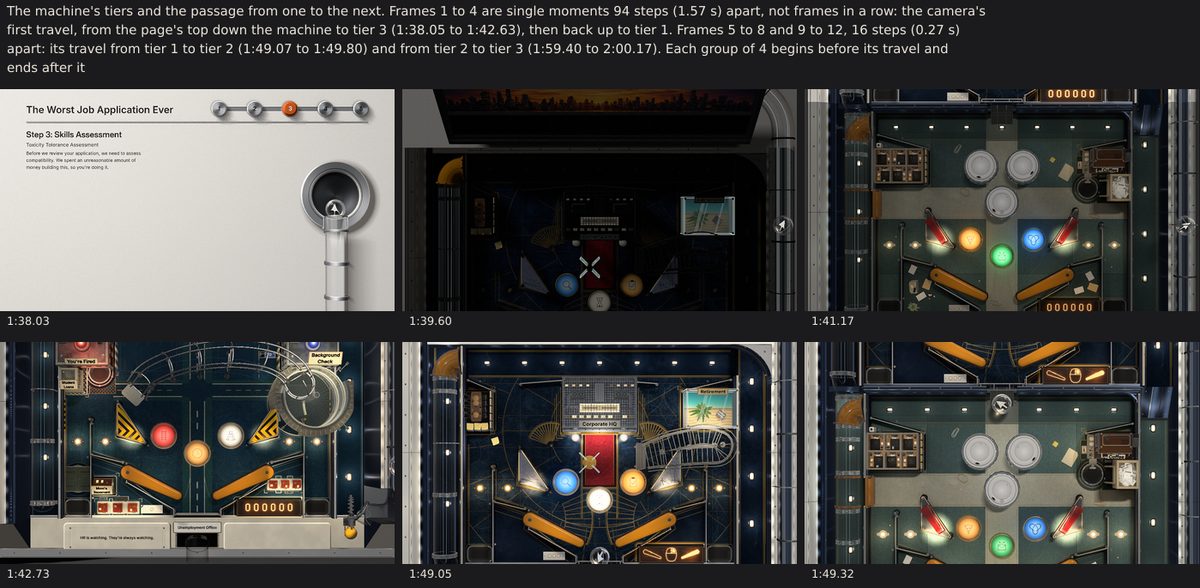 The machine's tiers and the passage from one to the next. Frames 1 to 4 are single moments 94 steps (1.57 s) apart, not frames in a row: the camera's
first travel, from the page's top down the machine to tier 3 (1:38.05 to 1:42.63), then back up to tier 1. Frames 5 to 8 and 9 to 12, 16 steps (0.27 s)
apart: its travel from tier 1 to tier 2 (1:49.07 to 1:49.80) and from tier 2 to tier 3 (1:59.40 to 2:00.17). Each group of 4 begins before its travel and
ends after it
The Worst Job Application Ever
3
Step 3: Skills Assessment
Toxicity Tolerance Assessment
Before we review your application, we need to assess
compatibility. We spent an unreasonable amount of
money building this, so you're doing it.
000000
000000
1:38.03
1:39.60
1:41.17
You're Fired
Background
Check
000000
Unemployment Office
HR is watching. They're always watching.
Retirement
Corporate HQ
1:42.73
1:49.05
1:49.32